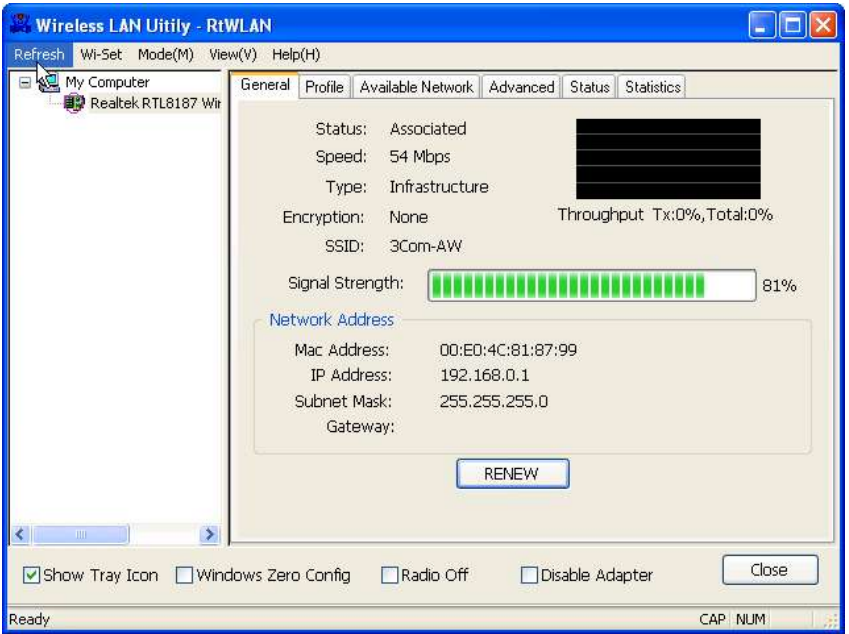 Wireless LAN Uitily - RtWLAN
Refresh Wi-Set Mode(M) View(V) Help(H)
My Computer
Realtek RTL8187 Wir
General Profile Available Network Advanced Status Statistics
Status: Associated
Speed: 54 Mbps
Type: Infrastructure
Encryption: None
SSID: 3Com-AW
Throughput Tx:0%,Total:0%
Signal Strength: 81%
Network Address
Mac Address: 00:E0:4C:81:87:99
IP Address: 192.168.0.1
Subnet Mask: 255.255.255.0
Gateway:
RENEW
Show Tray Icon Windows Zero Config Radio Off Disable Adapter Close
Ready CAP NUM